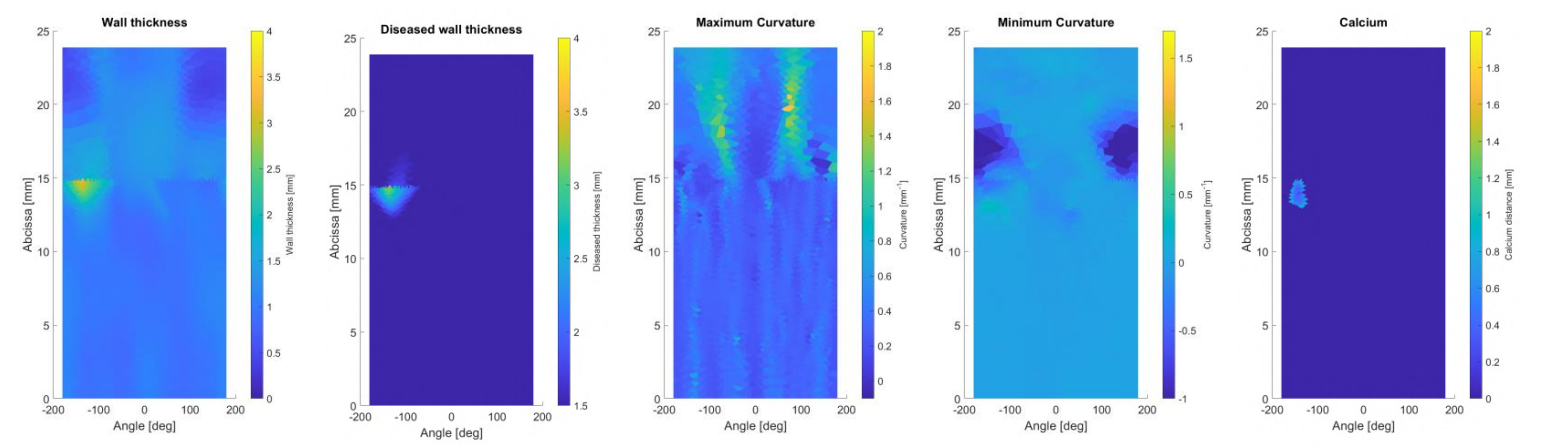 Wall thickness
25
20
15
10
5
0
Abcissa [mm]
-200 -100 0 100 200
Angle [deg]
4
3.5
3
2.5
2
1.5
1
0.5
0
Wall thickness [mm]
Diseased wall thickness
25
20
15
10
5
0
Abcissa [mm]
-200 -100 0 100 200
Angle [deg]
4
3.5
3
2.5
2
1.5
Diseased thickness [mm]
Maximum Curvature
25
20
15
10
5
0
Abcissa [mm]
-200 -100 0 100 200
Angle [deg]
2
1.8
1.6
1.4
1.2
1
0.8
0.6
0.4
0.2
0
Curvature [mm⁻¹]
Minimum Curvature
25
20
15
10
5
0
Abcissa [mm]
-200 -100 0 100 200
Angle [deg]
1.5
1
0.5
0
-0.5
-1
Curvature [mm⁻¹]
Calcium
25
20
15
10
5
0
Abcissa [mm]
-200 -100 0 100 200
Angle [deg]
2
1.8
1.6
1.4
1.2
1
0.8
0.6
0.4
0.2
0
Calcium distance [mm]